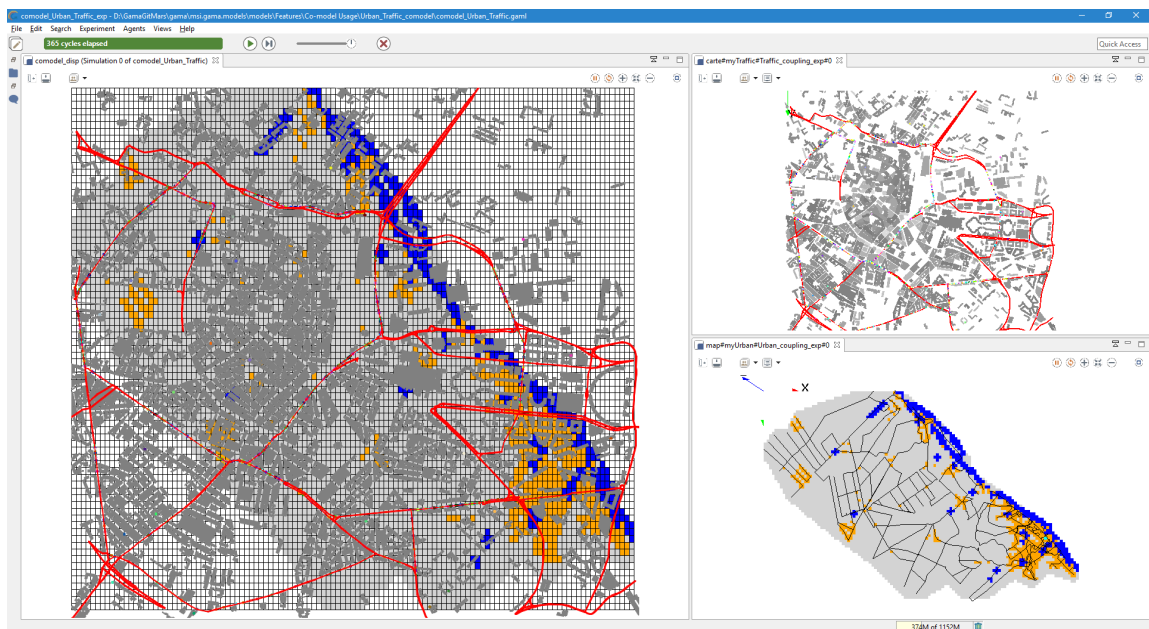 comodel_Urban_Traffic_exp - D:\GamaGitMars\gama\msi.gama.models\models\Features\Co-model Usage\Urban_Traffic_comodel\comodel_Urban_Traffic.gaml
File Edit Search Experiment Agents Views Help
365 cycles elapsed
Quick Access
comodel_disp (Simulation 0 of comodel_Urban_Traffic)
carte#myTraffic#Traffic_coupling_exp#0
map#myUrban#Urban_coupling_exp#0
X
374M of 1152M